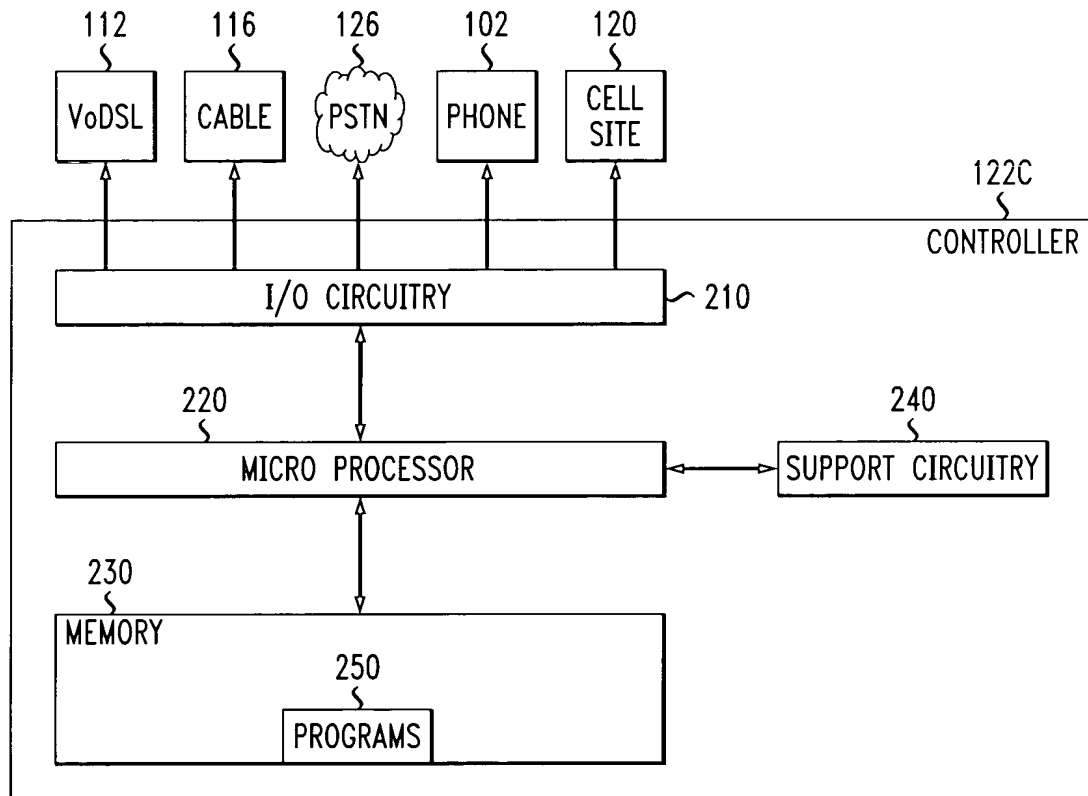 112 116 126 102 120
VoDSL CABLE PSTN PHONE CELL SITE
122C
CONTROLLER
I/O CIRCUITRY 210
220 240
MICRO PROCESSOR SUPPORT CIRCUITRY
230
MEMORY
250
PROGRAMS